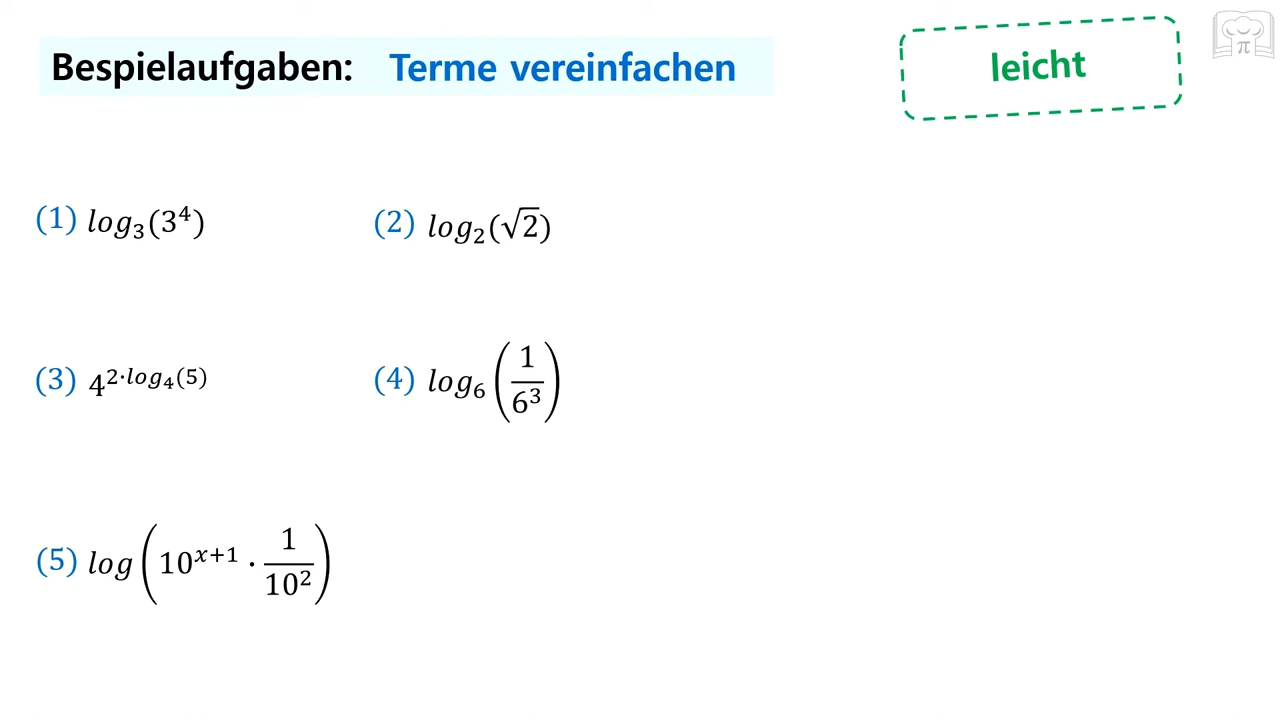 Bespielaufgaben: Terme vereinfachen
leicht
(1) log₃(3⁴)
(2) log₂(√2)
(3) 4^(2·log₄(5))
(4) log₆(1/6³)
(5) log(10^(x+1) · 1/10²)
π